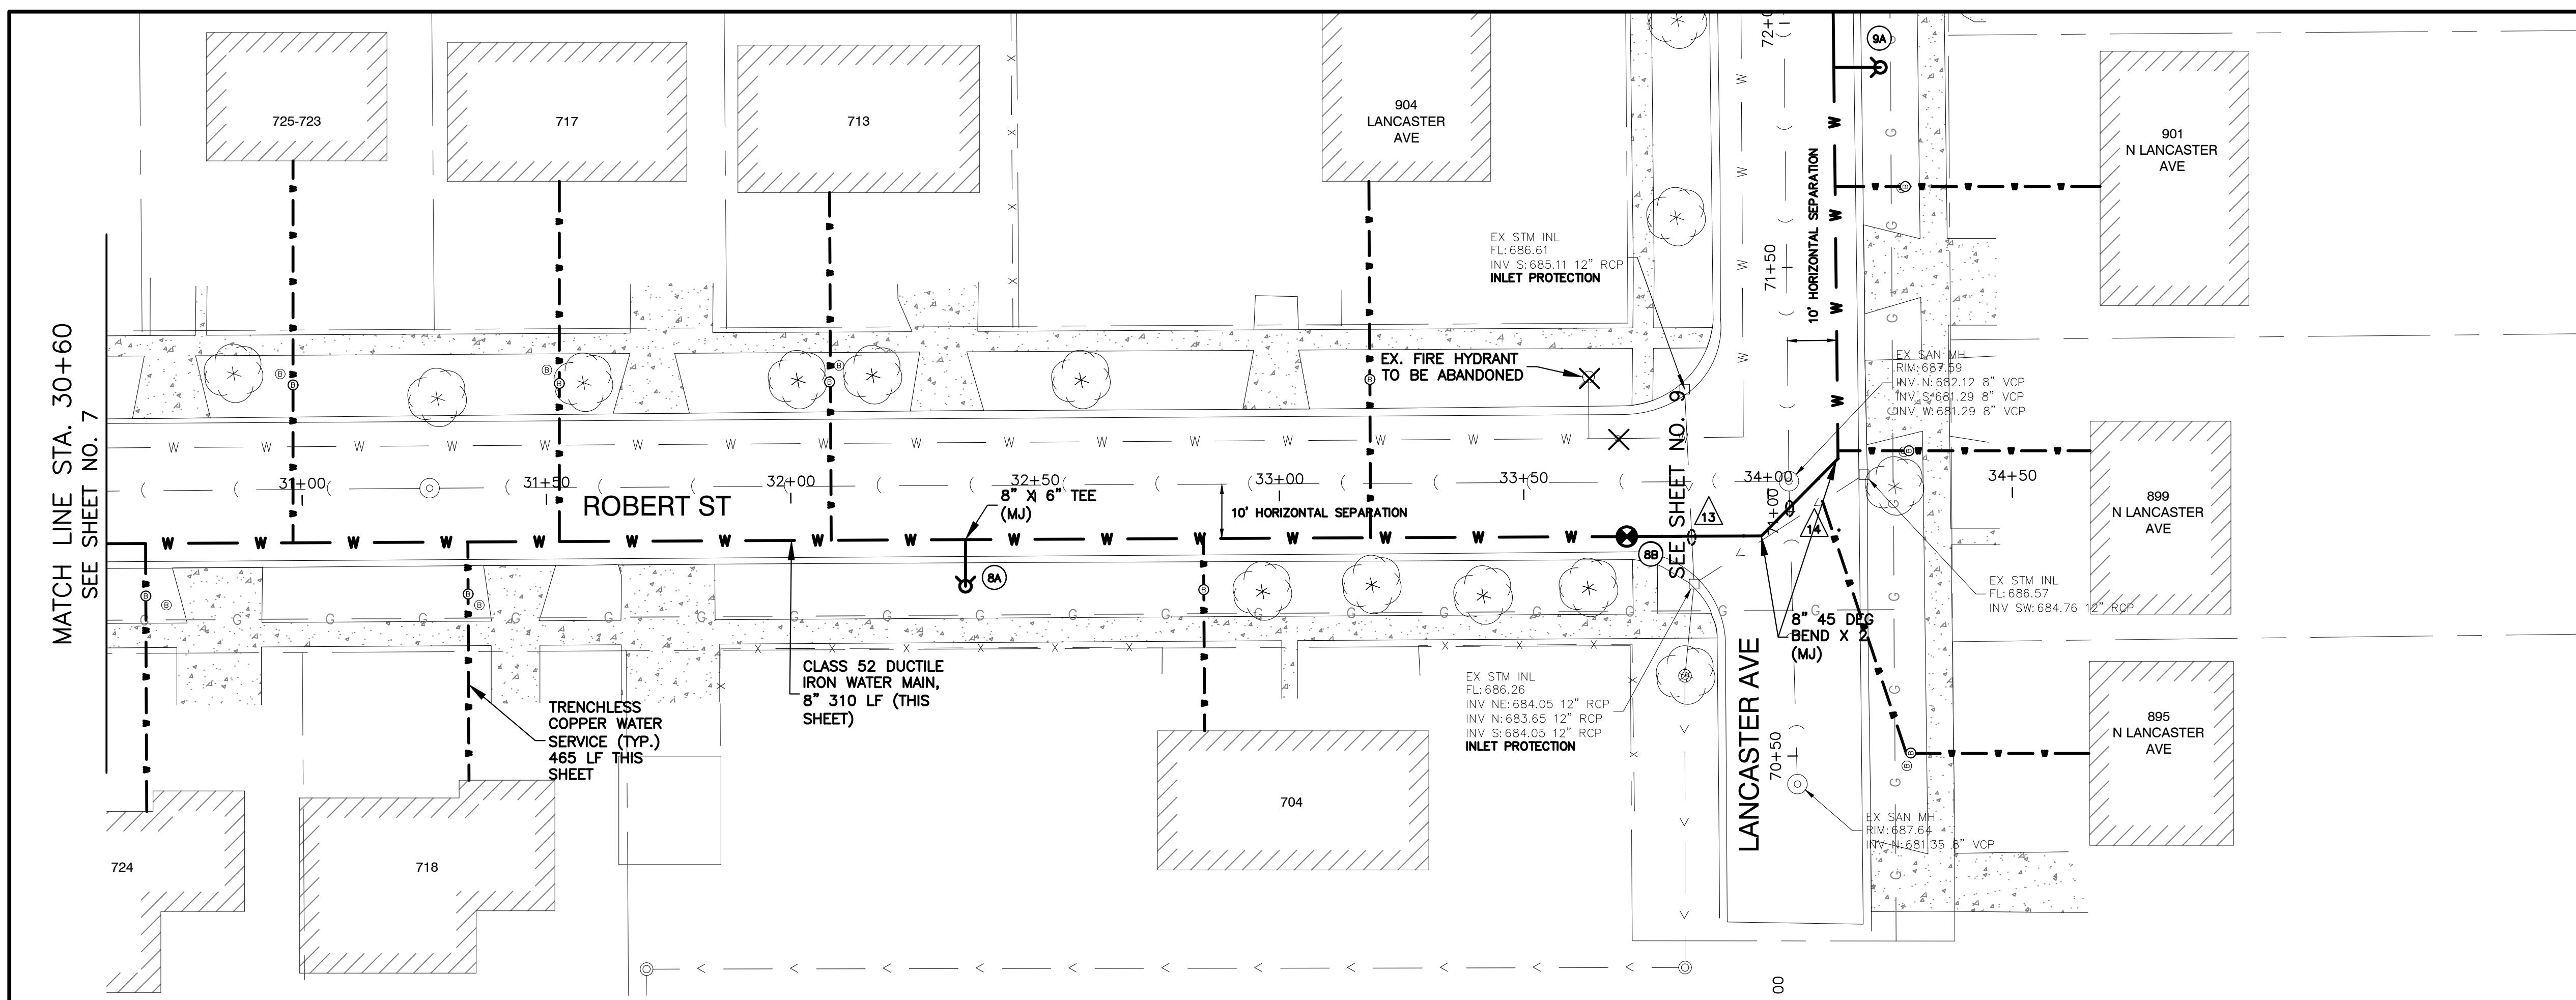 MATCH LINE STA. 30+60
SEE SHEET NO. 7
725-723
717
713
904
LANCASTER
AVE
901
N LANCASTER
AVE
899
N LANCASTER
AVE
895
N LANCASTER
AVE
72+0
9A
10' HORIZONTAL SEPARATION
71+50
EX STM INL
FL:686.61
INV S:685.11 12" RCP
INLET PROTECTION
EX. FIRE HYDRANT
TO BE ABANDONED
EX SAN MH
RIM:687.59
INV N:682.12 8" VCP
INV S:681.29 8" VCP
INV W:681.29 8" VCP
31+00
31+50
32+00
32+50
33+00
33+50
34+00
34+50
ROBERT ST
8" X 6" TEE
(MJ)
10' HORIZONTAL SEPARATION
SEE SHEET NO. 9
13
14
71+00
8A
8B
EX STM INL
FL:686.57
INV SW:684.76 12" RCP
8" 45 DEG
BEND X 2
(MJ)
CLASS 52 DUCTILE
IRON WATER MAIN,
8" 310 LF (THIS
SHEET)
TRENCHLESS
COPPER WATER
SERVICE (TYP.)
465 LF THIS
SHEET
EX STM INL
FL:686.26
INV NE:684.05 12" RCP
INV N:683.65 12" RCP
INV S:684.05 12" RCP
INLET PROTECTION
LANCASTER AVE
70+50
EX SAN MH
RIM:687.64
INV N:681.35 8" VCP
724
718
704
00